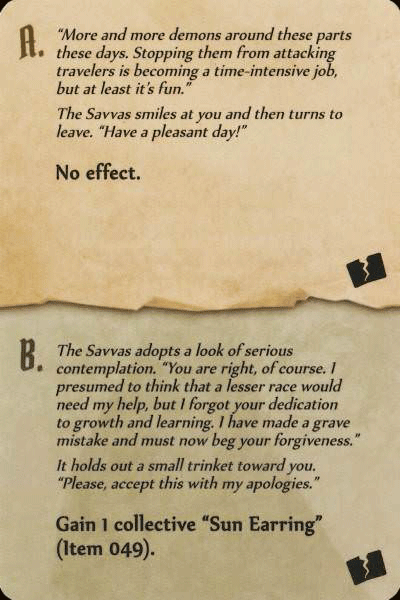 A.
“More and more demons around these parts
these days. Stopping them from attacking
travelers is becoming a time-intensive job,
but at least it’s fun.”
The Savvas smiles at you and then turns to
leave. “Have a pleasant day!”
No effect.
B.
The Savvas adopts a look of serious
contemplation. “You are right, of course. I
presumed to think that a lesser race would
need my help, but I forgot your dedication
to growth and learning. I have made a grave
mistake and must now beg your forgiveness.”
It holds out a small trinket toward you.
“Please, accept this with my apologies.”
Gain 1 collective “Sun Earring”
(Item 049).